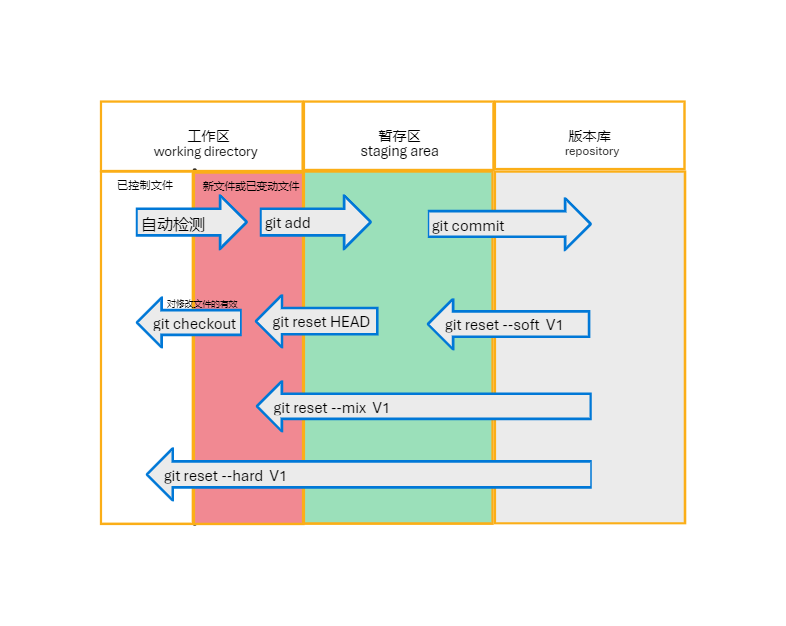 工作区
working directory
暂存区
staging area
版本库
repository
已控制文件
新文件或已变动文件
自动检测
git add
git commit
对修改文件的有效
git checkout
git reset HEAD
git reset --soft V1
git reset --mix V1
git reset --hard V1